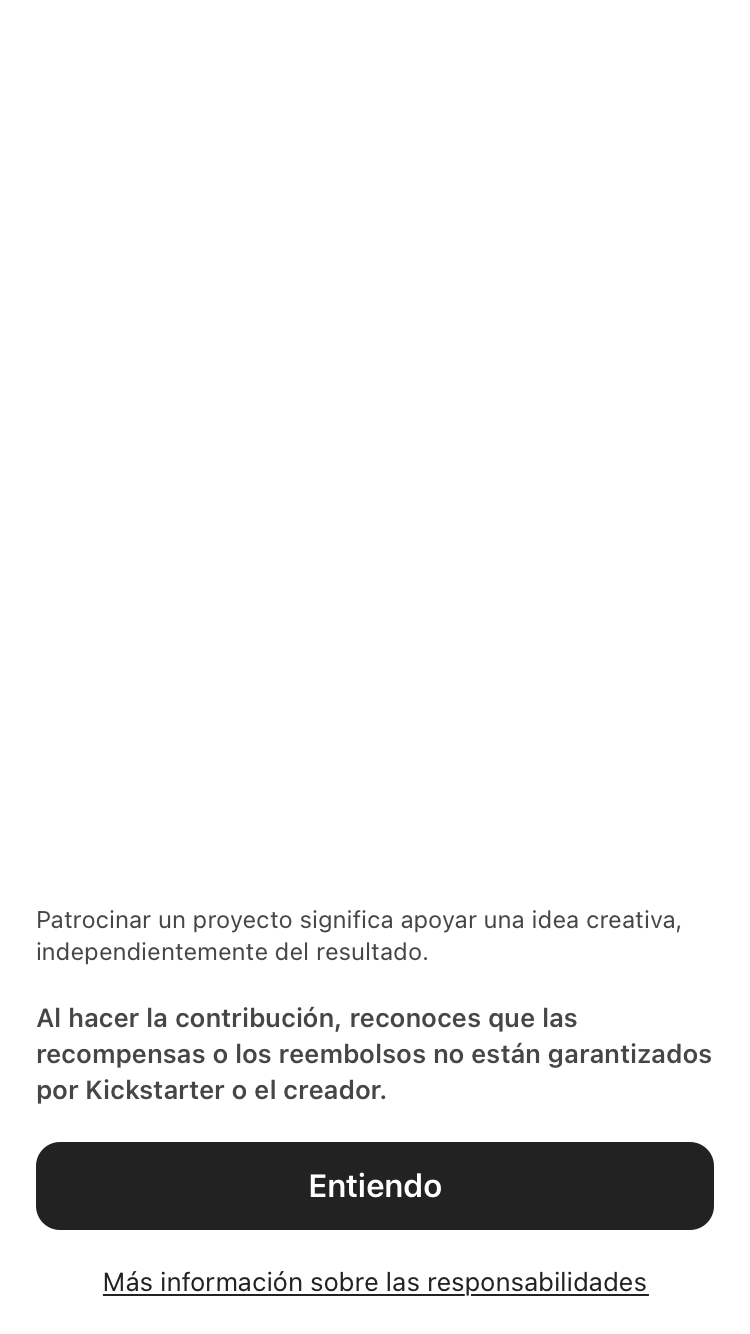 Patrocinar un proyecto significa apoyar una idea creativa,
independientemente del resultado.
Al hacer la contribución, reconoces que las
recompensas o los reembolsos no están garantizados
por Kickstarter o el creador.
Entiendo
Más información sobre las responsabilidades